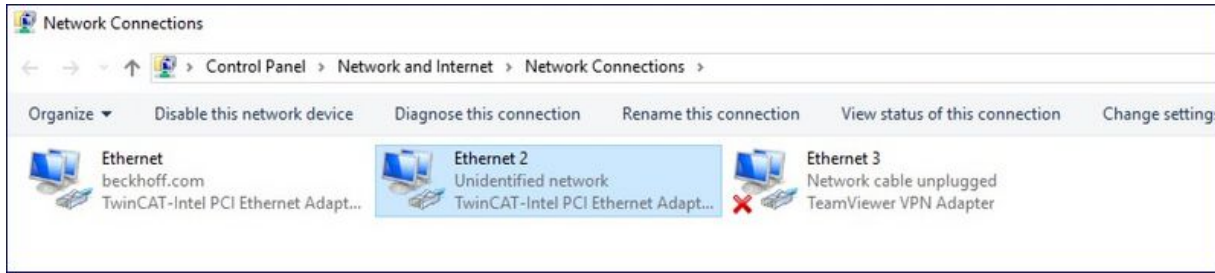 Network Connections
Control Panel > Network and Internet > Network Connections >
Organize Disable this network device Diagnose this connection Rename this connection View status of this connection Change settings
Ethernet
beckhoff.com
TwinCAT-Intel PCI Ethernet Adapt...
Ethernet 2
Unidentified network
TwinCAT-Intel PCI Ethernet Adapt...
Ethernet 3
Network cable unplugged
TeamViewer VPN Adapter